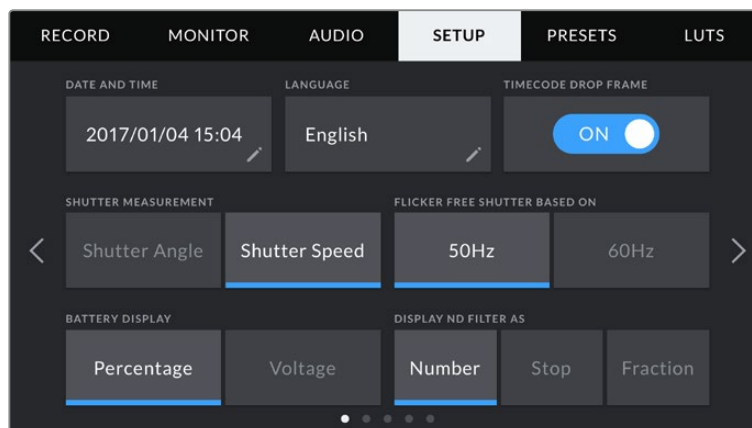 RECORD MONITOR AUDIO SETUP PRESETS LUTS
DATE AND TIME LANGUAGE TIMECODE DROP FRAME
2017/01/04 15:04 English ON
SHUTTER MEASUREMENT FLICKER FREE SHUTTER BASED ON
Shutter Angle Shutter Speed 50Hz 60Hz
BATTERY DISPLAY DISPLAY ND FILTER AS
Percentage Voltage Number Stop Fraction